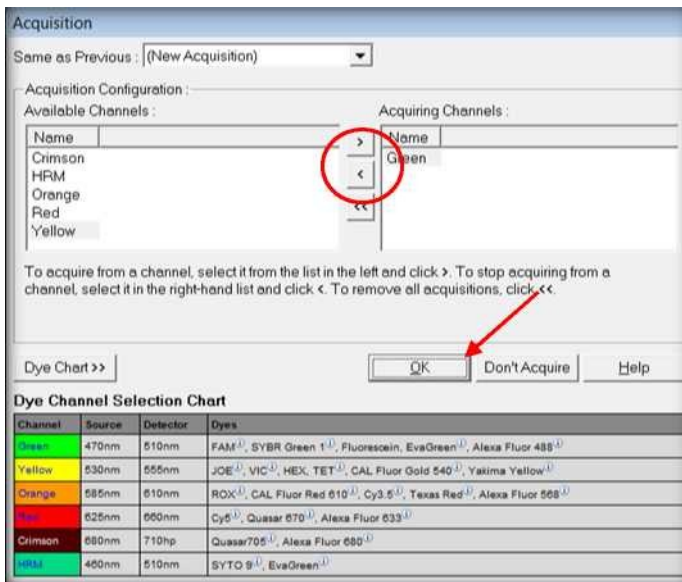 Acquisition
Same as Previous : (New Acquisition)
Acquisition Configuration :
Available Channels :
Acquiring Channels :
Name
Name
>
Crimson
Green
HRM
<
Orange
Red
<<
Yellow
To acquire from a channel, select it from the list in the left and click >. To stop acquiring from a
channel, select it in the right-hand list and click <. To remove all acquisitions, click <<.
Dye Chart >>
OK
Don't Acquire
Help
Dye Channel Selection Chart
Channel Source Detector Dyes
Green 470nm 510nm FAM, SYBR Green 1, Fluorescein, EvaGreen, Alexa Fluor 488
Yellow 530nm 555nm JOE, VIC, HEX, TET, CAL Fluor Gold 540, Yakima Yellow
Orange 585nm 610nm ROX, CAL Fluor Red 610, Cy3.5, Texas Red, Alexa Fluor 568
Red 625nm 660nm Cy5, Quasar 670, Alexa Fluor 633
Crimson 680nm 710hp Quasar705, Alexa Fluor 680
HRM 460nm 510nm SYTO 9, EvaGreen